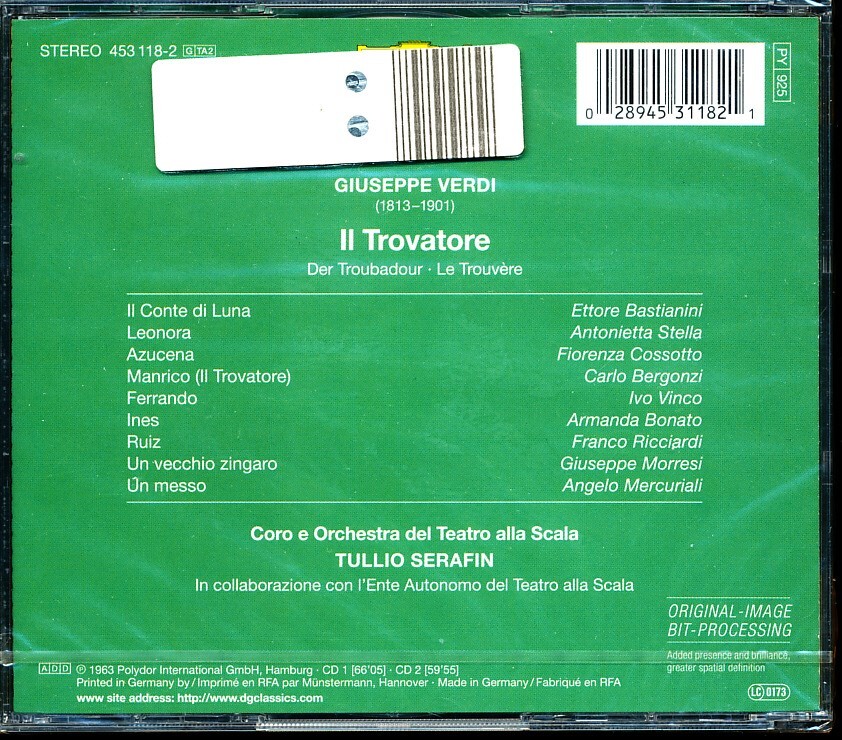 STEREO 453 118-2 G TA2
PY 925
0 28945 31182 1
GIUSEPPE VERDI
(1813–1901)
Il Trovatore
Der Troubadour · Le Trouvère
Il Conte di Luna Ettore Bastianini
Leonora Antonietta Stella
Azucena Fiorenza Cossotto
Manrico (Il Trovatore) Carlo Bergonzi
Ferrando Ivo Vinco
Ines Armanda Bonato
Ruiz Franco Ricciardi
Un vecchio zingaro Giuseppe Morresi
Un messo Angelo Mercuriali
Coro e Orchestra del Teatro alla Scala
TULLIO SERAFIN
In collaborazione con l'Ente Autonomo del Teatro alla Scala
ORIGINAL-IMAGE
BIT-PROCESSING
Added presence and brilliance,
greater spatial definition
ADD ℗ 1963 Polydor International GmbH, Hamburg · CD 1 [66'05] · CD 2 [59'55]
Printed in Germany by / Imprimé en RFA par Münstermann, Hannover · Made in Germany / Fabriqué en RFA
www site address: http://www.dgclassics.com
LC 0173